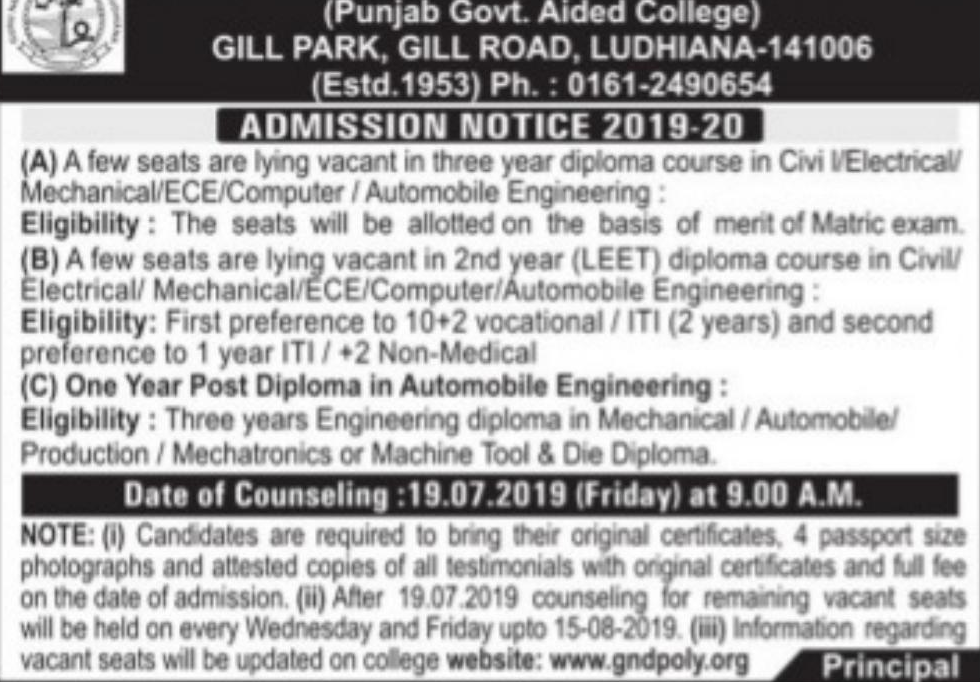 (Punjab Govt. Aided College)
GILL PARK, GILL ROAD, LUDHIANA-141006
(Estd.1953) Ph. : 0161-2490654
ADMISSION NOTICE 2019-20
(A) A few seats are lying vacant in three year diploma course in Civi l/Electrical/
Mechanical/ECE/Computer / Automobile Engineering :
Eligibility : The seats will be allotted on the basis of merit of Matric exam.
(B) A few seats are lying vacant in 2nd year (LEET) diploma course in Civil/
Electrical/ Mechanical/ECE/Computer/Automobile Engineering :
Eligibility: First preference to 10+2 vocational / ITI (2 years) and second
preference to 1 year ITI / +2 Non-Medical
(C) One Year Post Diploma in Automobile Engineering :
Eligibility : Three years Engineering diploma in Mechanical / Automobile/
Production / Mechatronics or Machine Tool & Die Diploma.
Date of Counseling :19.07.2019 (Friday) at 9.00 A.M.
NOTE: (i) Candidates are required to bring their original certificates, 4 passport size
photographs and attested copies of all testimonials with original certificates and full fee
on the date of admission. (ii) After 19.07.2019 counseling for remaining vacant seats
will be held on every Wednesday and Friday upto 15-08-2019. (iii) Information regarding
vacant seats will be updated on college website: www.gndpoly.org
Principal